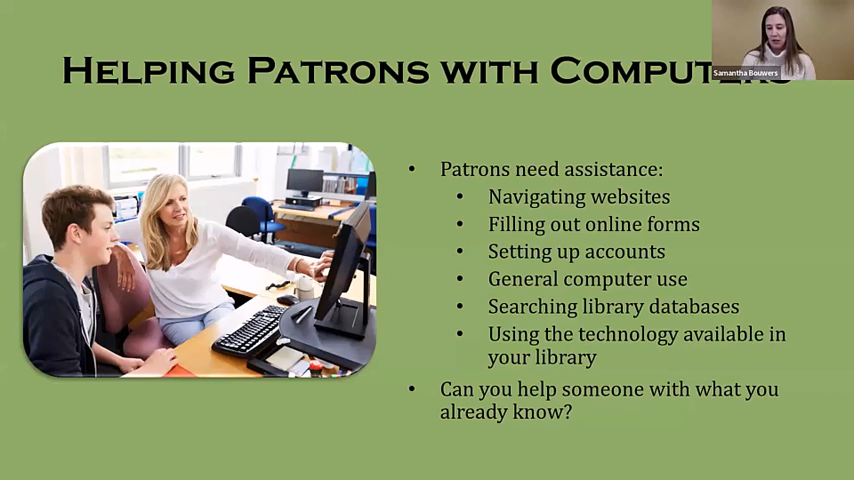 HELPING PATRONS WITH COMPUTERS
Samantha Bouwers
• Patrons need assistance:
• Navigating websites
• Filling out online forms
• Setting up accounts
• General computer use
• Searching library databases
• Using the technology available in
your library
• Can you help someone with what you
already know?